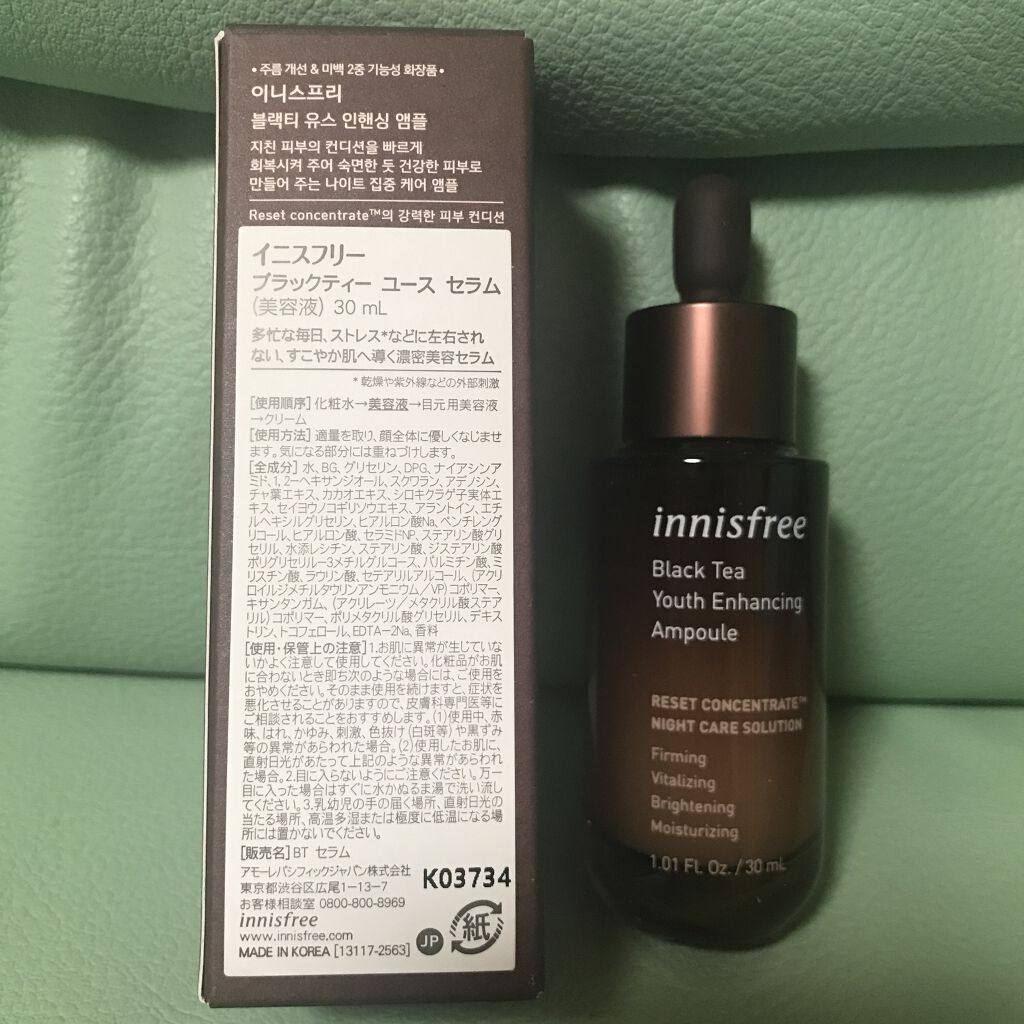 • 주름 개선 & 미백 2중 기능성 화장품 •
이니스프리
블랙티 유스 인핸싱 앰플
지친 피부의 컨디션을 빠르게
회복시켜 주어 숙면한 듯 건강한 피부로
만들어 주는 나이트 집중 케어 앰플
Reset concentrate™의 강력한 피부 컨디션
イニスフリー
ブラックティー ユース セラム
(美容液) 30 mL
多忙な毎日、ストレス*などに左右され
ない、すこやか肌へ導く濃密美容セラム
* 乾燥や紫外線などの外部刺激
[使用順序] 化粧水→美容液→目元用美容液
→クリーム
[使用方法] 適量を取り、顔全体に優しくなじませ
ます。気になる部分には重ねづけします。
[全成分] 水、BG、グリセリン、DPG、ナイアシンア
ミド、1,2-ヘキサンジオール、スクワラン、アデノシン、
チャ葉エキス、カカオエキス、シロキクラゲ子実体エ
キス、セイヨウノコギリソウエキス、アラントイン、エチ
ルヘキシルグリセリン、ヒアルロン酸Na、ペンチレング
リコール、ヒアルロン酸、セラミドNP、ステアリン酸グリ
セリル、水添レシチン、ステアリン酸、ジステアリン酸
ポリグリセリル-3メチルグルコース、パルミチン酸、ミ
リスチン酸、ラウリン酸、セテアリルアルコール、(アクリ
ロイルジメチルタウリンアンモニウム/VP)コポリマー、
キサンタンガム、(アクリレーツ/メタクリル酸ステア
リル)コポリマー、ポリメタクリル酸グリセリル、デキス
トリン、トコフェロール、EDTA-2Na、香料
[使用・保管上の注意] 1.お肌に異常が生じていな
いかよく注意して使用してください。化粧品がお肌
に合わないとき即ち次のような場合には、ご使用を
おやめください。そのまま使用を続けますと、症状を
悪化させることがありますので、皮膚科専門医等に
ご相談されることをおすすめします。(1)使用中、赤
味、はれ、かゆみ、刺激、色抜け(白斑等)や黒ずみ
等の異常があらわれた場合。(2)使用したお肌に、
直射日光があたって上記のような異常があらわれ
た場合。2.目に入らないようにご注意ください。万一
目に入った場合はすぐに水かぬるま湯で洗い流し
てください。3.乳幼児の手の届く場所、直射日光の
当たる場所、高温多湿または極度に低温になる場
所には置かないでください。
[販売名] BT セラム
アモーレパシフィックジャパン株式会社
K03734
東京都渋谷区広尾1-13-7
お客様相談室 0800-800-8969
innisfree
www.innisfree.com
MADE IN KOREA [13117-2563]
JP
紙
innisfree
Black Tea
Youth Enhancing
Ampoule
RESET CONCENTRATE™
NIGHT CARE SOLUTION
Firming
Vitalizing
Brightening
Moisturizing
1.01 FL Oz. / 30 mL